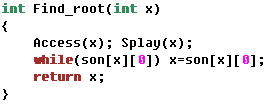 int Find_root(int x)
{
    Access(x); Splay(x);
    while(son[x][0]) x=son[x][0];
    return x;
}